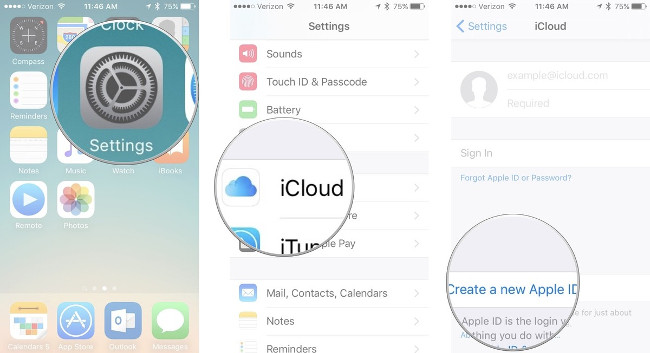 Verizon 11:46 AM 75%
Clock
Settings
Compass
Reminders
Notes
Music
Watch
iBooks
Remote
Photos
Calendars 5
App Store
Outlook
Messages
Verizon 11:46 AM 75%
Settings
Sounds
Touch ID & Passcode
Battery
iCloud
iTun
re
ple Pay
Mail, Contacts, Calendars
Notes
Reminders
Verizon 11:46 AM 75%
Settings
iCloud
example@icloud.com
Required
Sign In
Forgot Apple ID or Password?
Create a new Apple ID
Apple ID is the login y
for just about
thing you do with